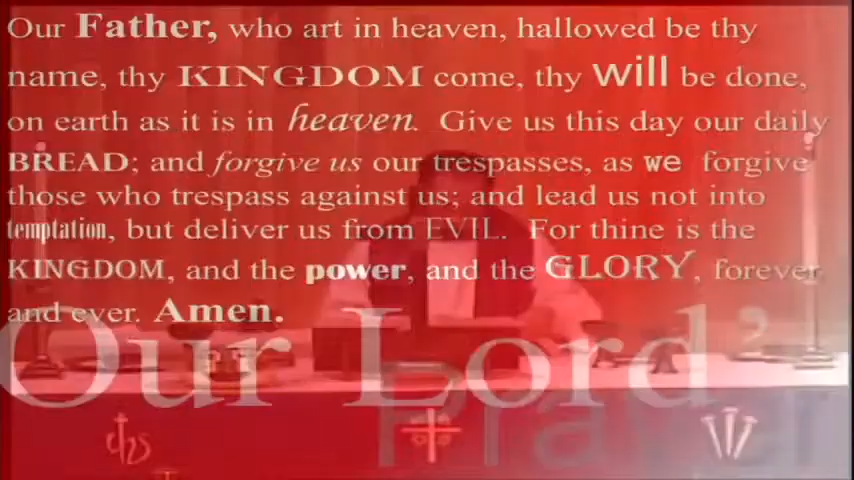 Our Father, who art in heaven, hallowed be thy
name, thy KINGDOM come, thy will be done,
on earth as it is in heaven. Give us this day our daily
BREAD; and forgive us our trespasses, as we forgive
those who trespass against us; and lead us not into
temptation, but deliver us from EVIL. For thine is the
KINGDOM, and the power, and the GLORY, forever
and ever. Amen.
Our Lord's
Prayer
ihs